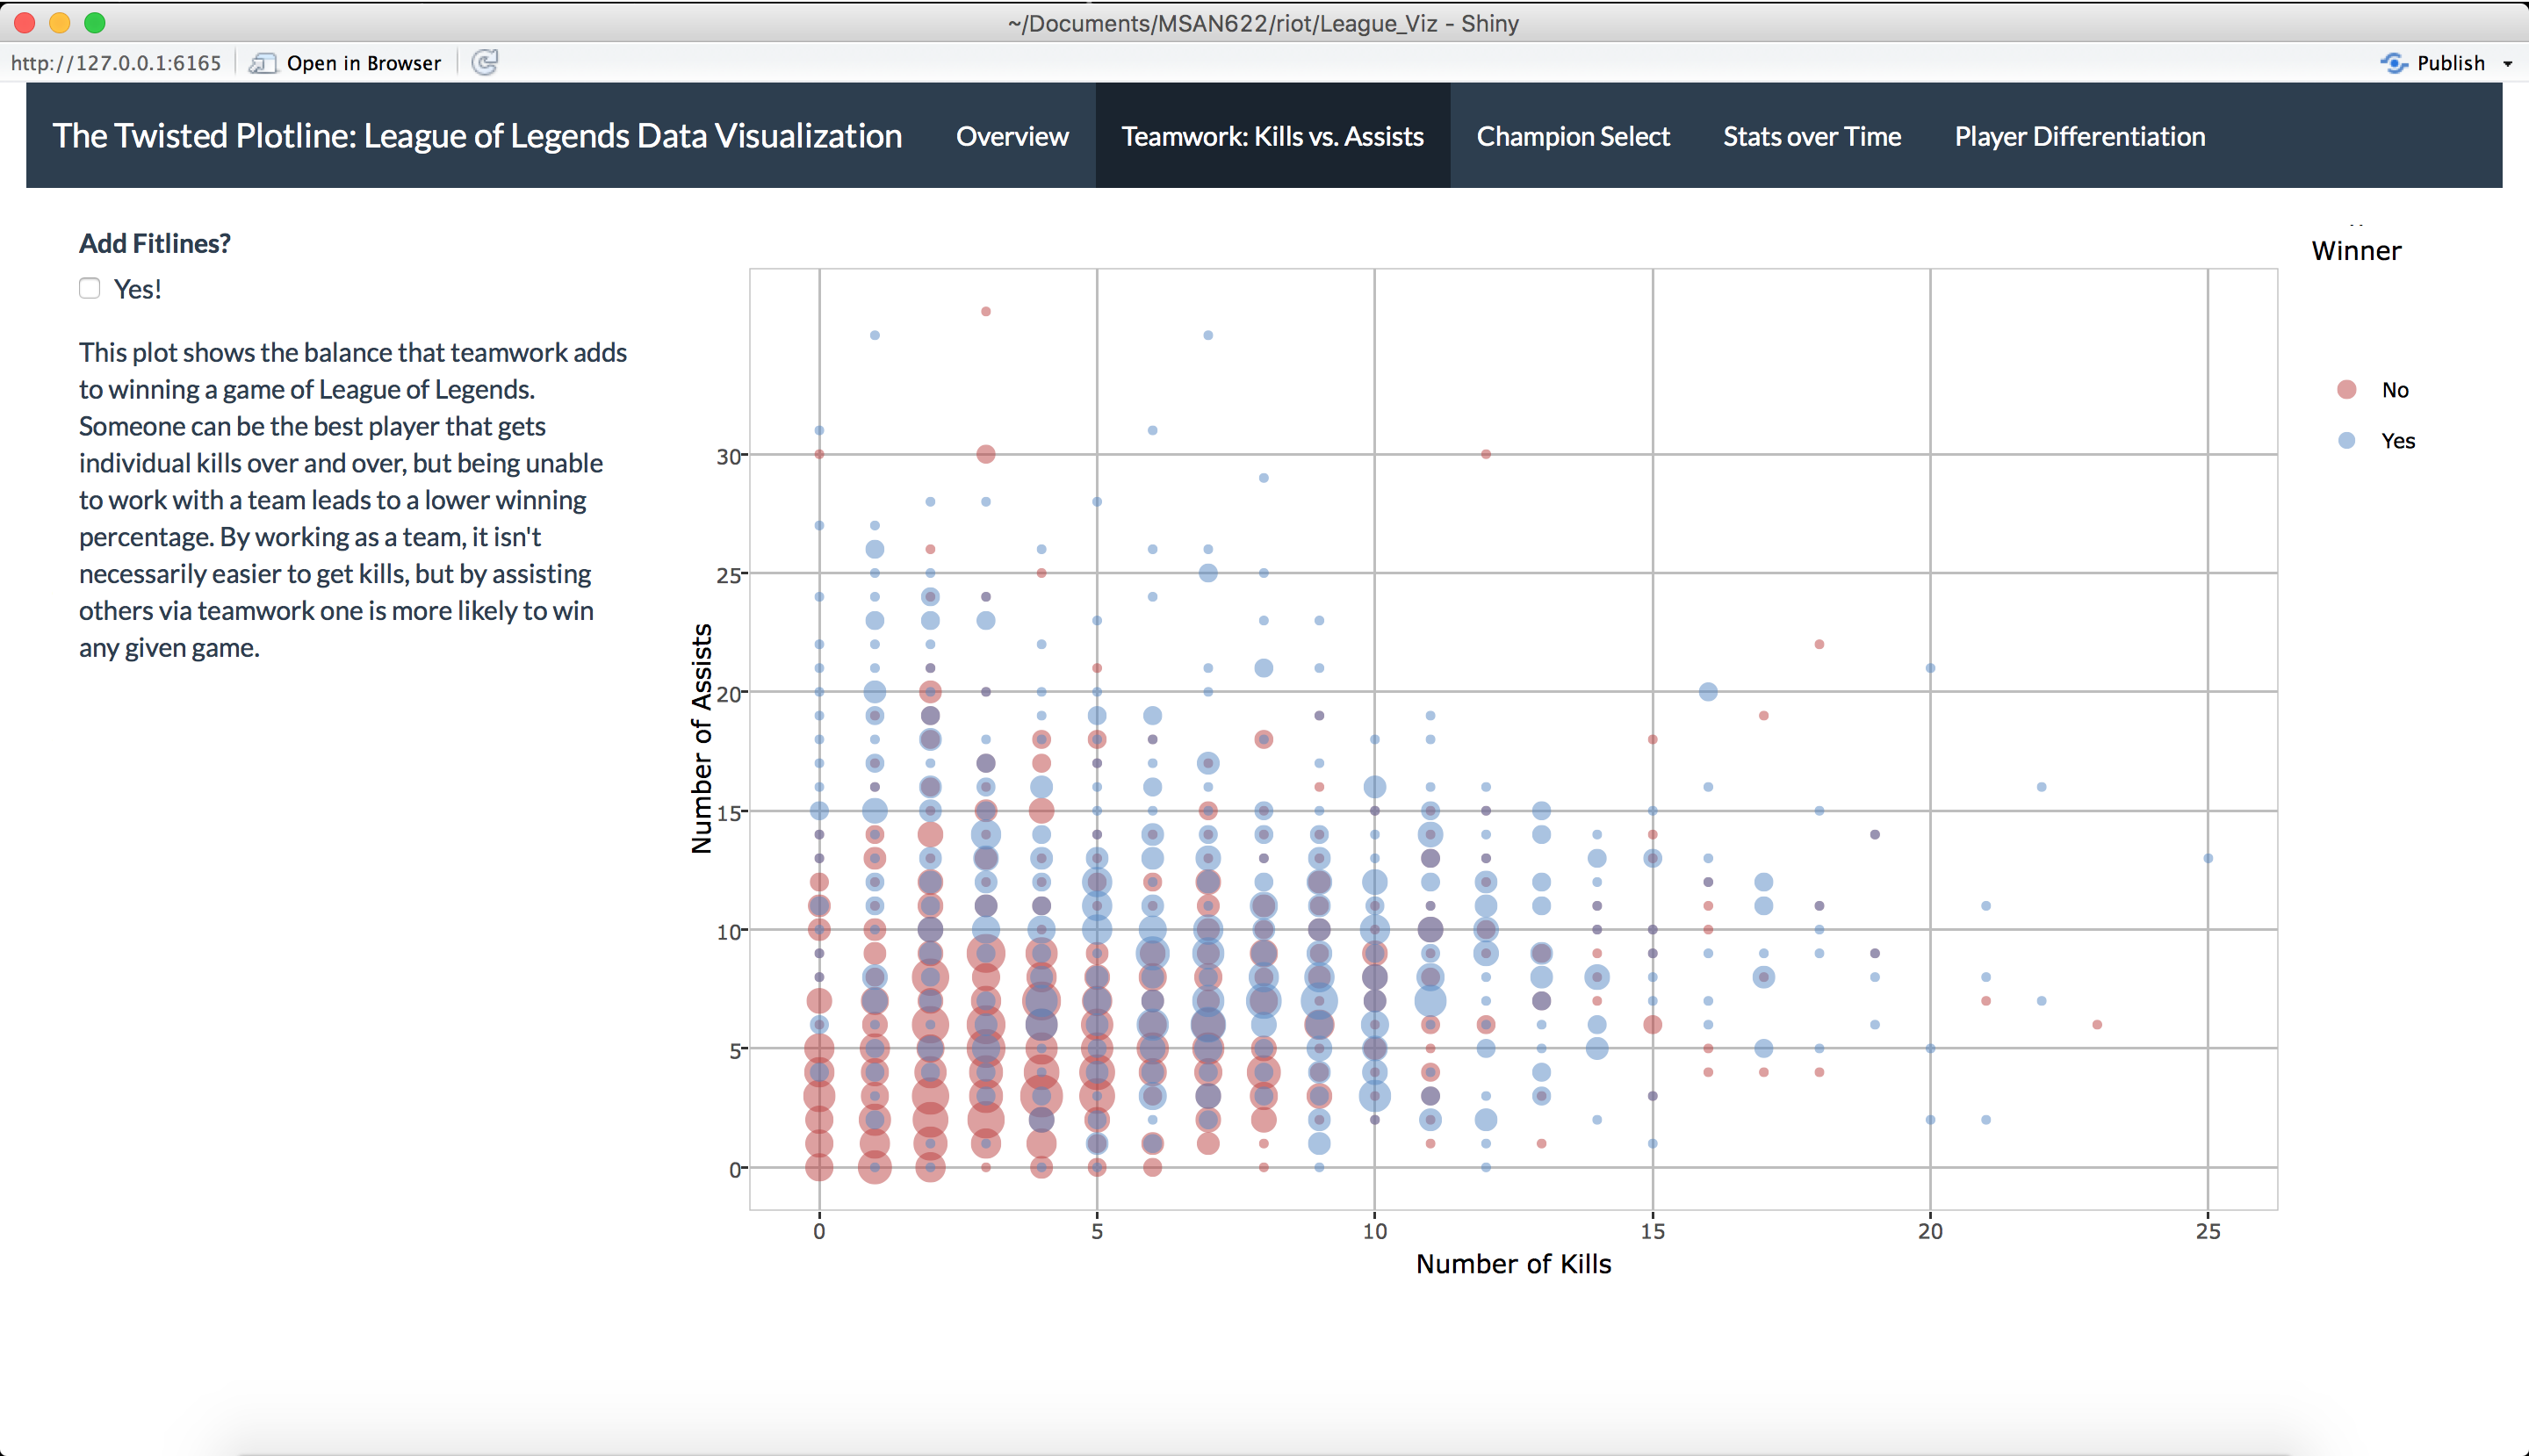 ~/Documents/MSAN622/riot/League_Viz - Shiny
http://127.0.0.1:6165 Open in Browser Publish
The Twisted Plotline: League of Legends Data Visualization Overview Teamwork: Kills vs. Assists Champion Select Stats over Time Player Differentiation
Add Fitlines?
Yes!
This plot shows the balance that teamwork adds
to winning a game of League of Legends.
Someone can be the best player that gets
individual kills over and over, but being unable
to work with a team leads to a lower winning
percentage. By working as a team, it isn't
necessarily easier to get kills, but by assisting
others via teamwork one is more likely to win
any given game.
Number of Assists
30
25
20
15
10
5
0
0 5 10 15 20 25
Number of Kills
Winner
No
Yes